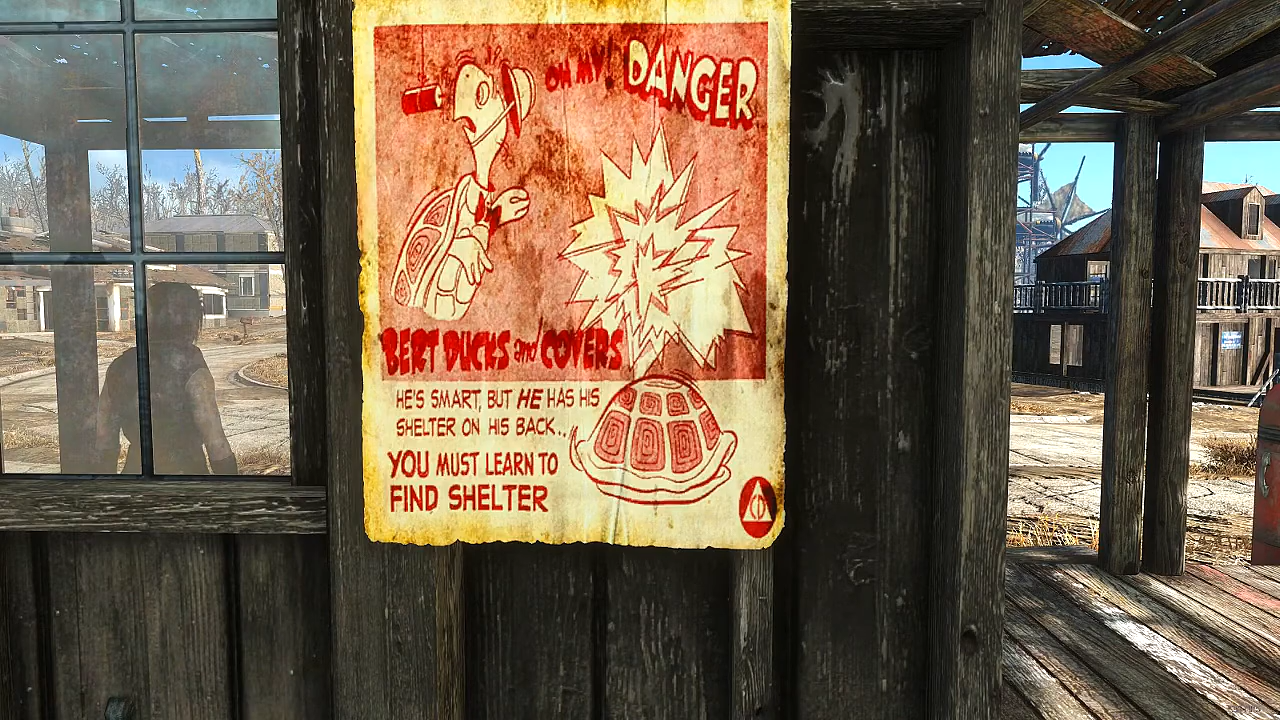 OH MY! DANGER
BERT DUCKS and COVERS
HE'S SMART, BUT HE HAS HIS
SHELTER ON HIS BACK..
YOU MUST LEARN TO
FIND SHELTER